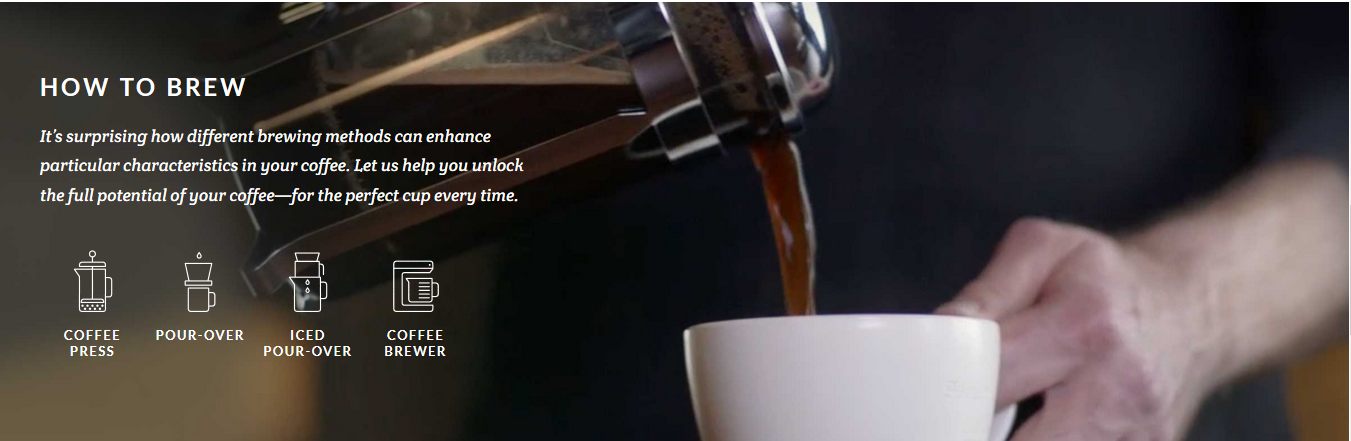 HOW TO BREW
It's surprising how different brewing methods can enhance
particular characteristics in your coffee. Let us help you unlock
the full potential of your coffee—for the perfect cup every time.
COFFEE
PRESS
POUR-OVER
ICED
POUR-OVER
COFFEE
BREWER